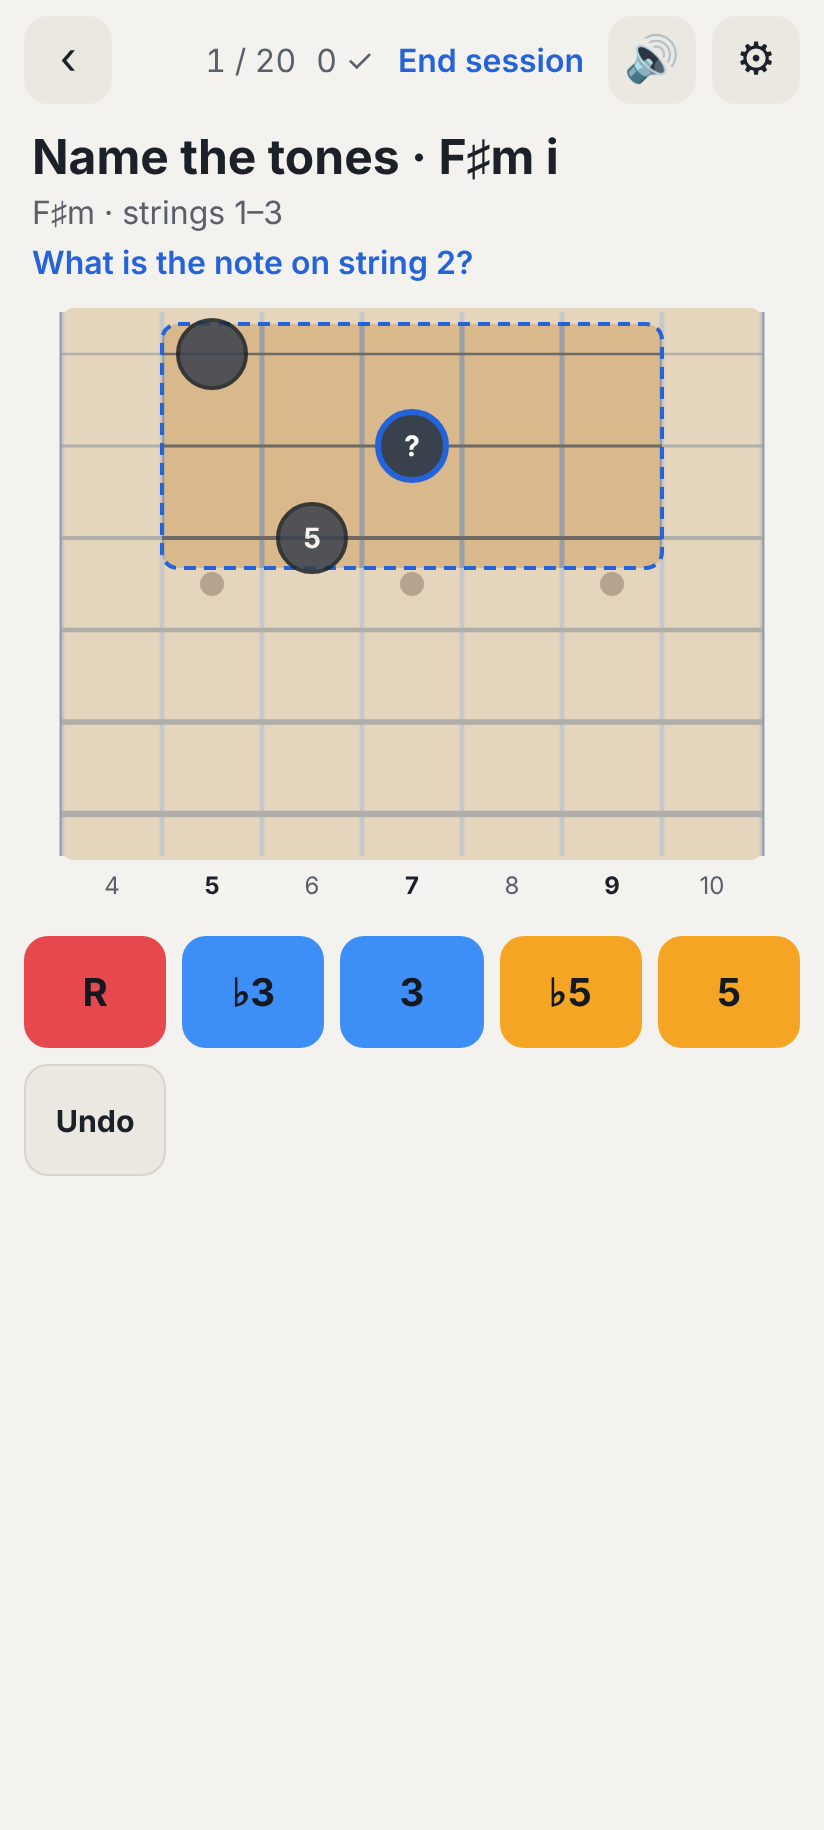 ‹ 1 / 20 0 ✓ End session 🔊 ⚙
Name the tones · F♯m i
F♯m · strings 1–3
What is the note on string 2?
?
5
4 5 6 7 8 9 10
R ♭3 3 ♭5 5
Undo